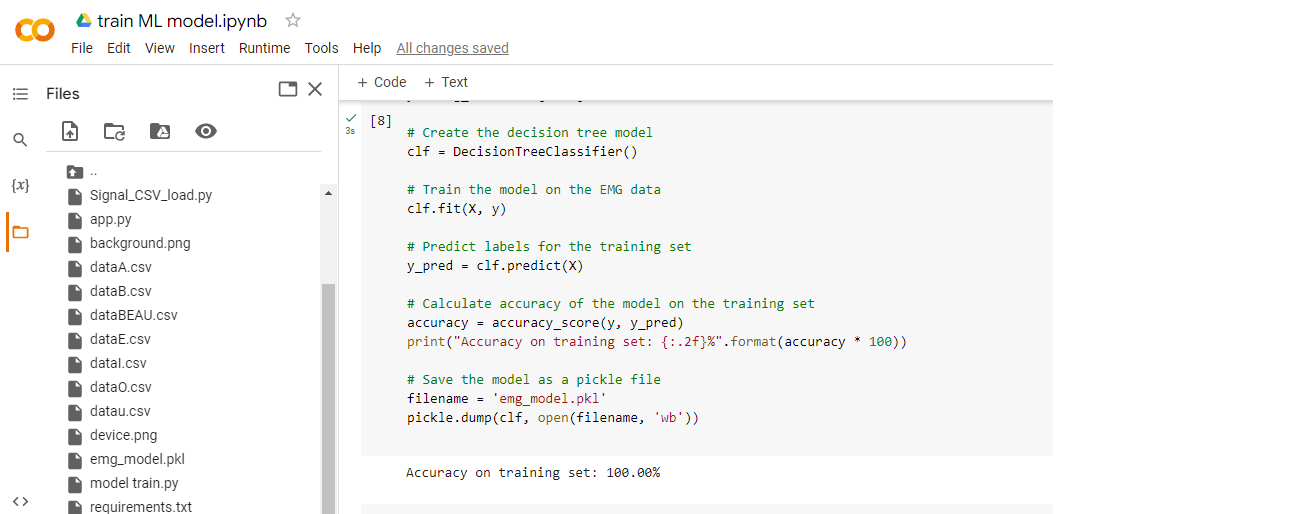 train ML model.ipynb
File Edit View Insert Runtime Tools Help All changes saved
Files
+ Code + Text
{x}
..
Signal_CSV_load.py
app.py
background.png
dataA.csv
dataB.csv
dataBEAU.csv
dataE.csv
dataI.csv
dataO.csv
datau.csv
device.png
emg_model.pkl
model train.py
requirements.txt
<>
[8]
3s
# Create the decision tree model
clf = DecisionTreeClassifier()
# Train the model on the EMG data
clf.fit(X, y)
# Predict labels for the training set
y_pred = clf.predict(X)
# Calculate accuracy of the model on the training set
accuracy = accuracy_score(y, y_pred)
print("Accuracy on training set: {:.2f}%".format(accuracy * 100))
# Save the model as a pickle file
filename = 'emg_model.pkl'
pickle.dump(clf, open(filename, 'wb'))
Accuracy on training set: 100.00%